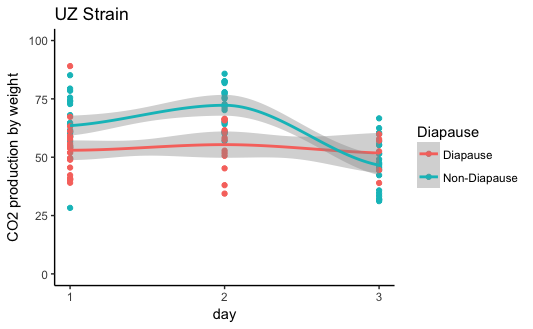 UZ Strain
100
75
50
25
0
CO2 production by weight
1 2 3
day
Diapause
Diapause
Non-Diapause